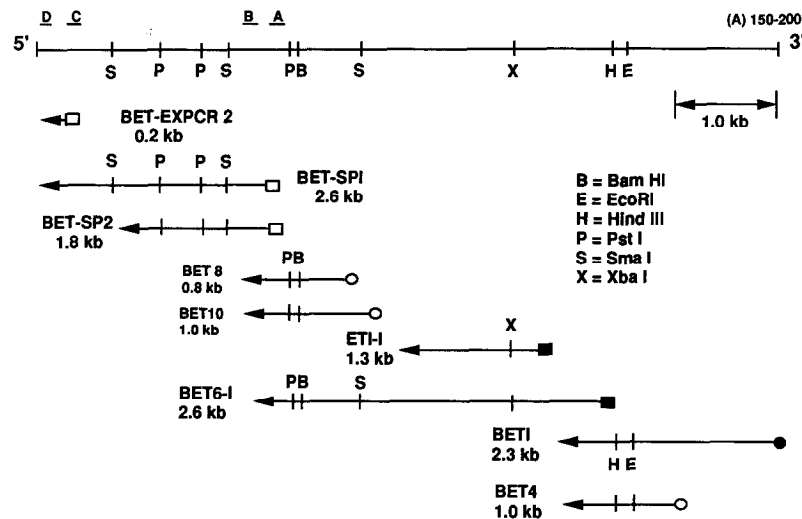 D C B A (A) 150-200
5' 3'
S P P S P B S X H E
1.0 kb
BET-EXPCR 2
0.2 kb
S P P S
BET-SPI
2.6 kb
BET-SP2
1.8 kb
B = Bam HI
E = EcoRI
H = Hind III
P = Pst I
S = Sma I
X = Xba I
PB
BET 8
0.8 kb
BET10
1.0 kb
X
ETI-I
1.3 kb
PB S
BET6-I
2.6 kb
BETI
2.3 kb
H E
BET4
1.0 kb